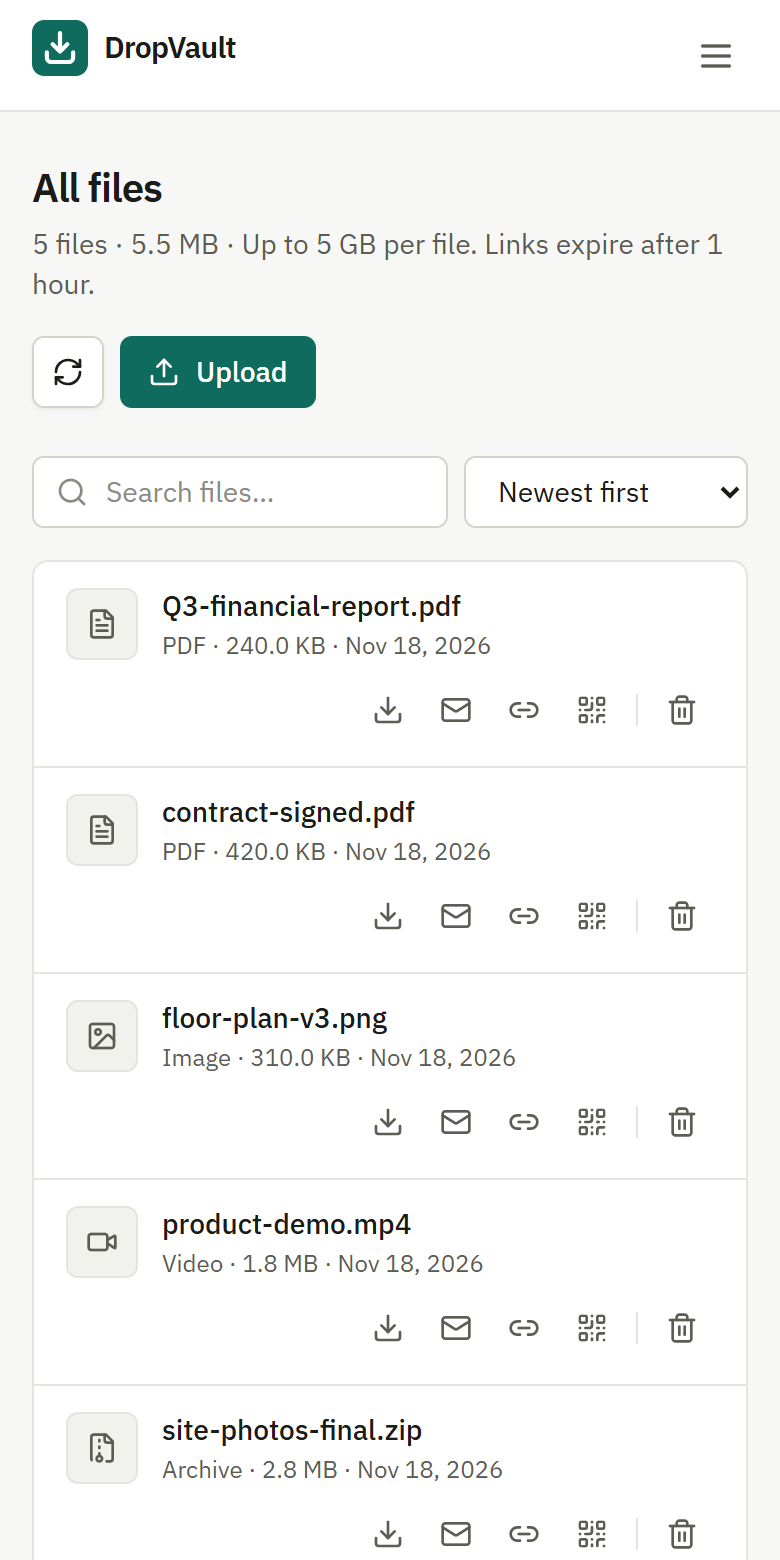 DropVault
All files
5 files · 5.5 MB · Up to 5 GB per file. Links expire after 1
hour.
Upload
Search files...
Newest first
Q3-financial-report.pdf
PDF · 240.0 KB · Nov 18, 2026
contract-signed.pdf
PDF · 420.0 KB · Nov 18, 2026
floor-plan-v3.png
Image · 310.0 KB · Nov 18, 2026
product-demo.mp4
Video · 1.8 MB · Nov 18, 2026
site-photos-final.zip
Archive · 2.8 MB · Nov 18, 2026